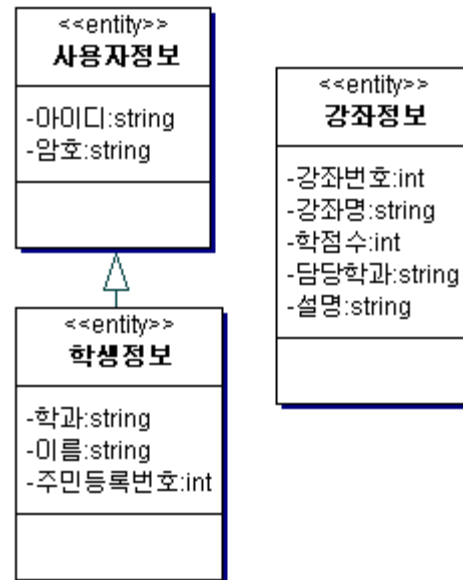 <<entity>>
사용자정보
-아이디:string
-암호:string
<<entity>>
학생정보
-학과:string
-이름:string
-주민등록번호:int
<<entity>>
강좌정보
-강좌번호:int
-강좌명:string
-학점수:int
-담당학과:string
-설명:string